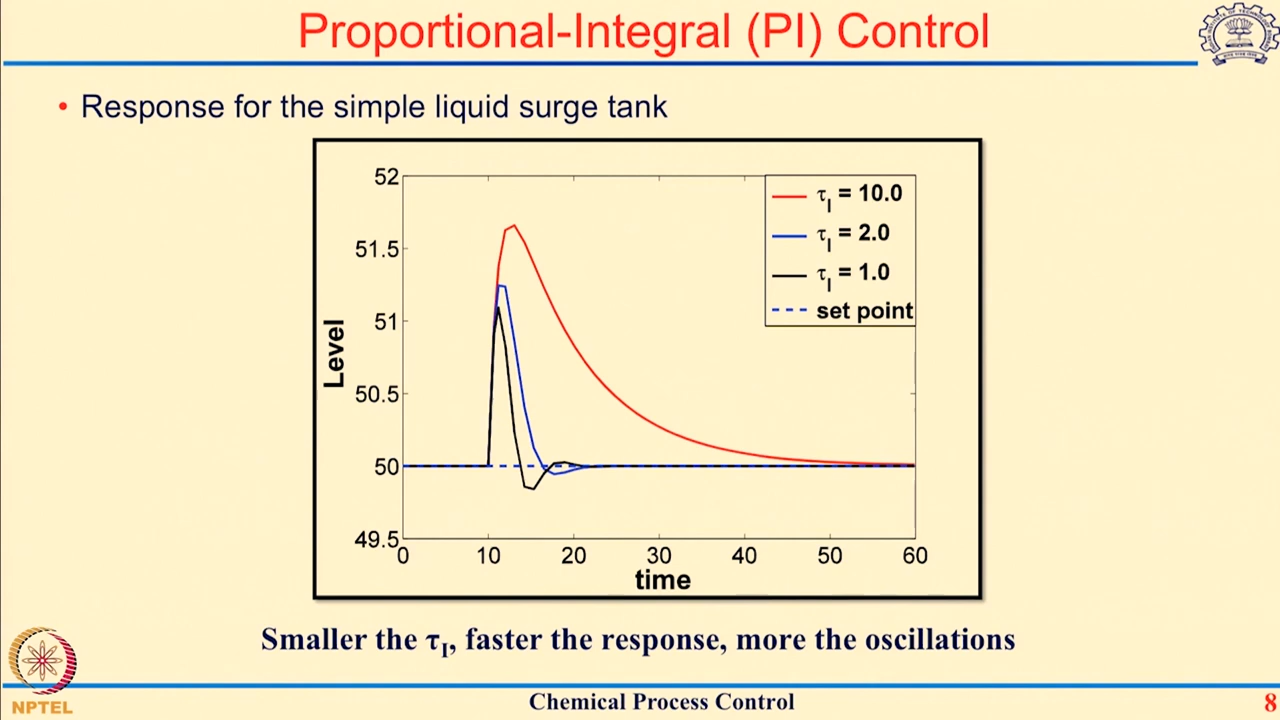 Proportional-Integral (PI) Control
• Response for the simple liquid surge tank
52
51.5
51
50.5
50
49.5
Level
0 10 20 30 40 50 60
time
τI = 10.0
τI = 2.0
τI = 1.0
set point
Smaller the τI, faster the response, more the oscillations
NPTEL
Chemical Process Control
8